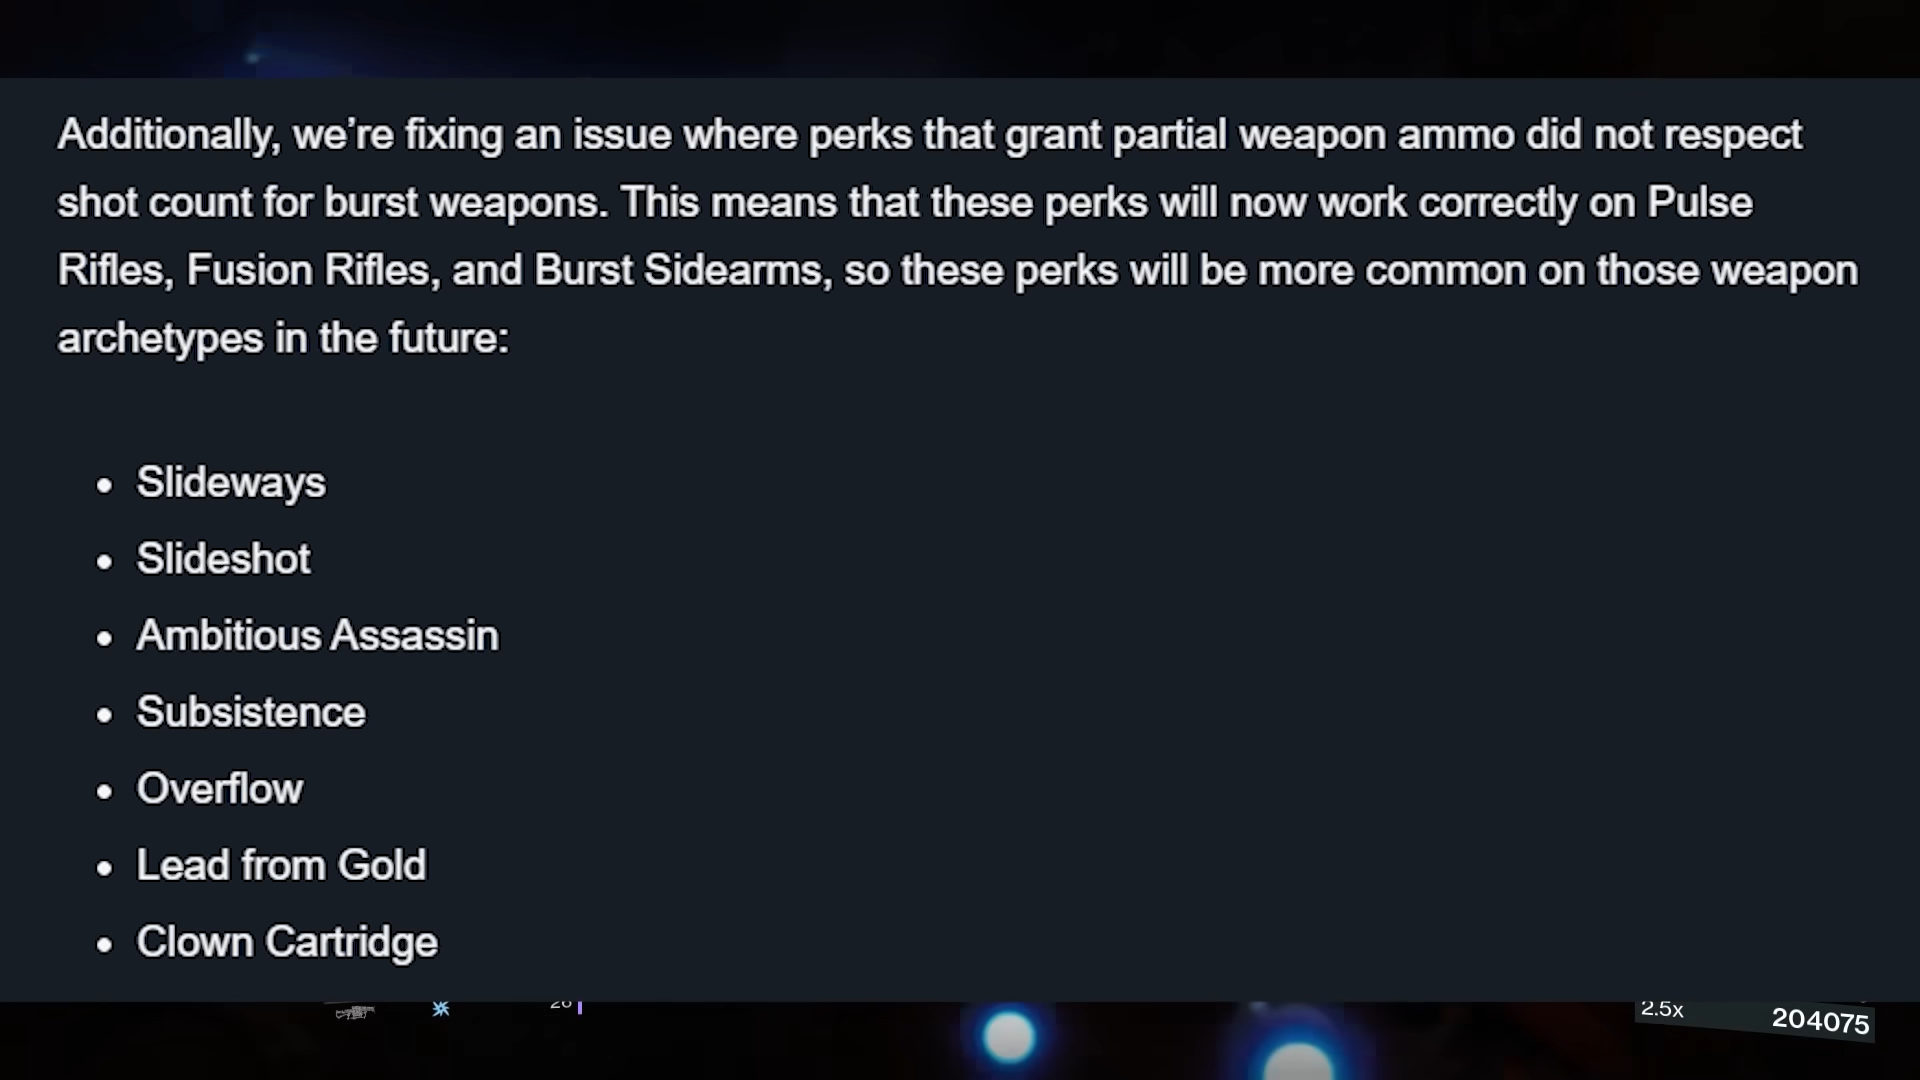 Additionally, we’re fixing an issue where perks that grant partial weapon ammo did not respect
shot count for burst weapons. This means that these perks will now work correctly on Pulse
Rifles, Fusion Rifles, and Burst Sidearms, so these perks will be more common on those weapon
archetypes in the future:
• Slideways
• Slideshot
• Ambitious Assassin
• Subsistence
• Overflow
• Lead from Gold
• Clown Cartridge
2.5x
204075